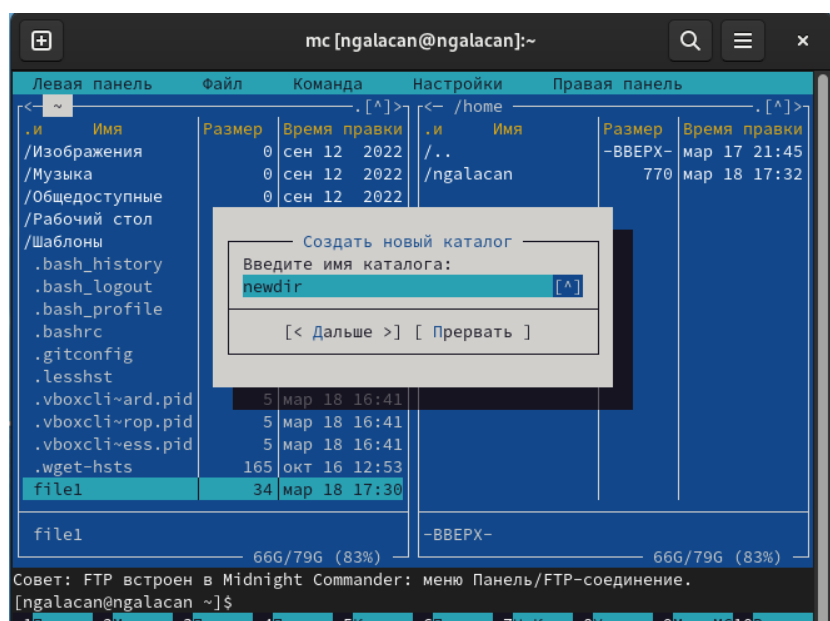 mc [ngalacan@ngalacan]:~
Левая панель Файл Команда Настройки Правая панель
<— ~ .[^]> <— /home .[^]>
.и Имя Размер Время правки .и Имя Размер Время правки
/Изображения 0 сен 12 2022 /.. -ВВЕРХ- мар 17 21:45
/Музыка 0 сен 12 2022 /ngalacan 770 мар 18 17:32
/Общедоступные 0 сен 12 2022
/Рабочий стол
/Шаблоны
Создать новый каталог
.bash_history
Введите имя каталога:
.bash_logout
newdir [^]
.bash_profile
.bashrc
[< Дальше >] [ Прервать ]
.gitconfig
.lesshst
.vboxcli~ard.pid 5 мар 18 16:41
.vboxcli~rop.pid 5 мар 18 16:41
.vboxcli~ess.pid 5 мар 18 16:41
.wget-hsts 165 окт 16 12:53
file1 34 мар 18 17:30
file1 -ВВЕРХ-
66G/79G (83%) 66G/79G (83%)
Совет: FTP встроен в Midnight Commander: меню Панель/FTP-соединение.
[ngalacan@ngalacan ~]$